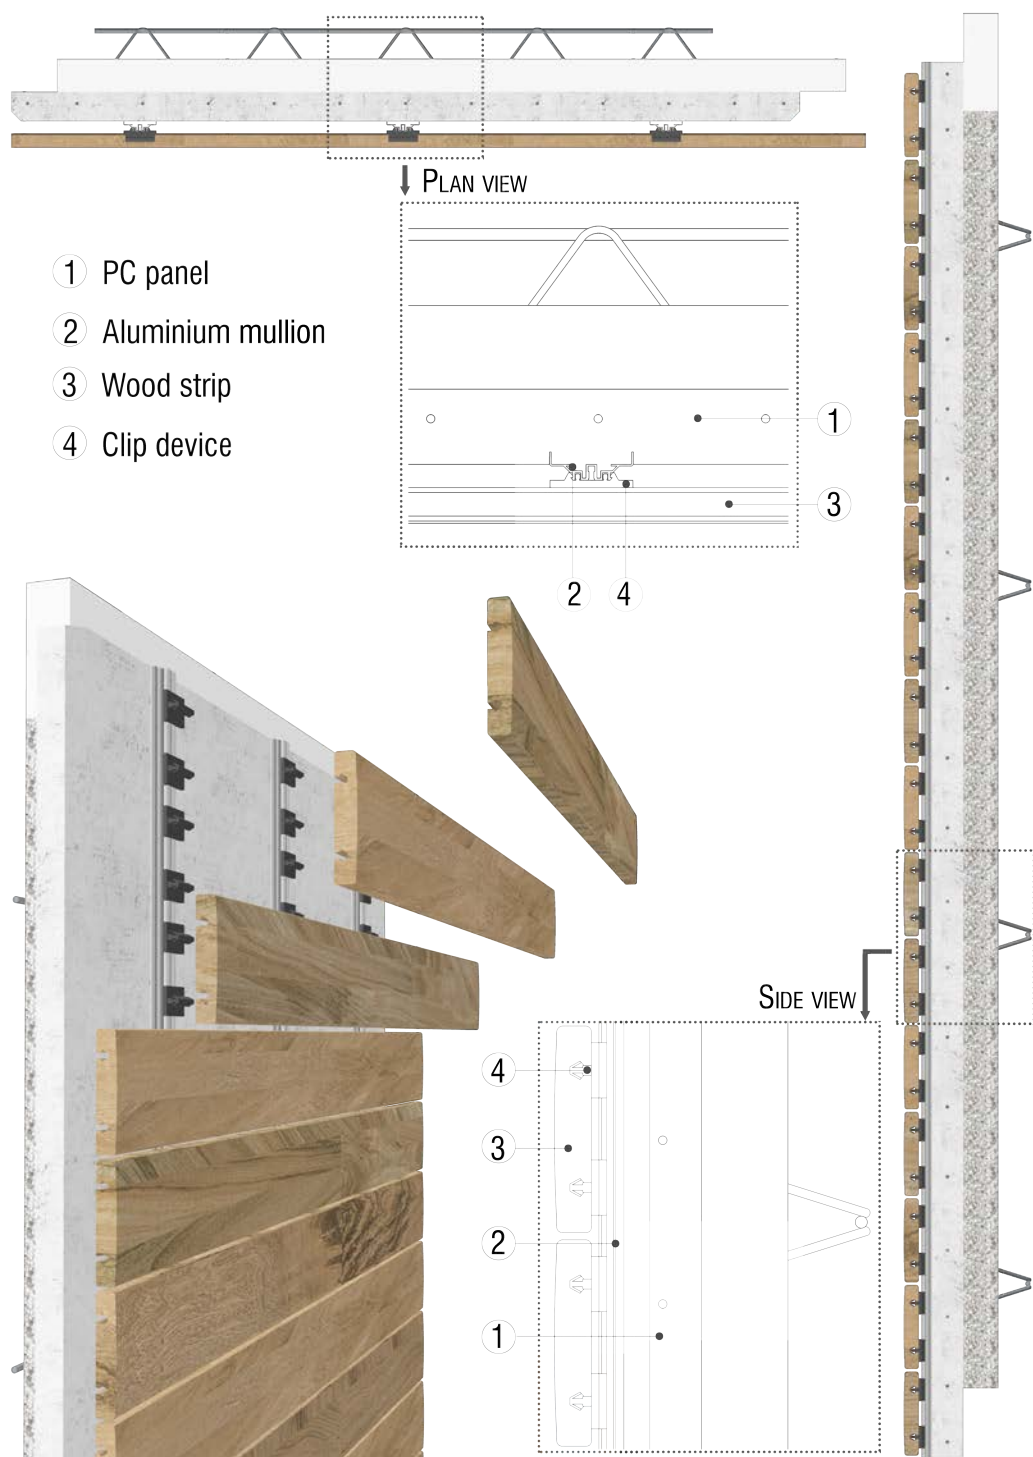 PLAN VIEW
1 PC panel
2 Aluminium mullion
3 Wood strip
4 Clip device
1
3
2 4
SIDE VIEW
4
3
2
1